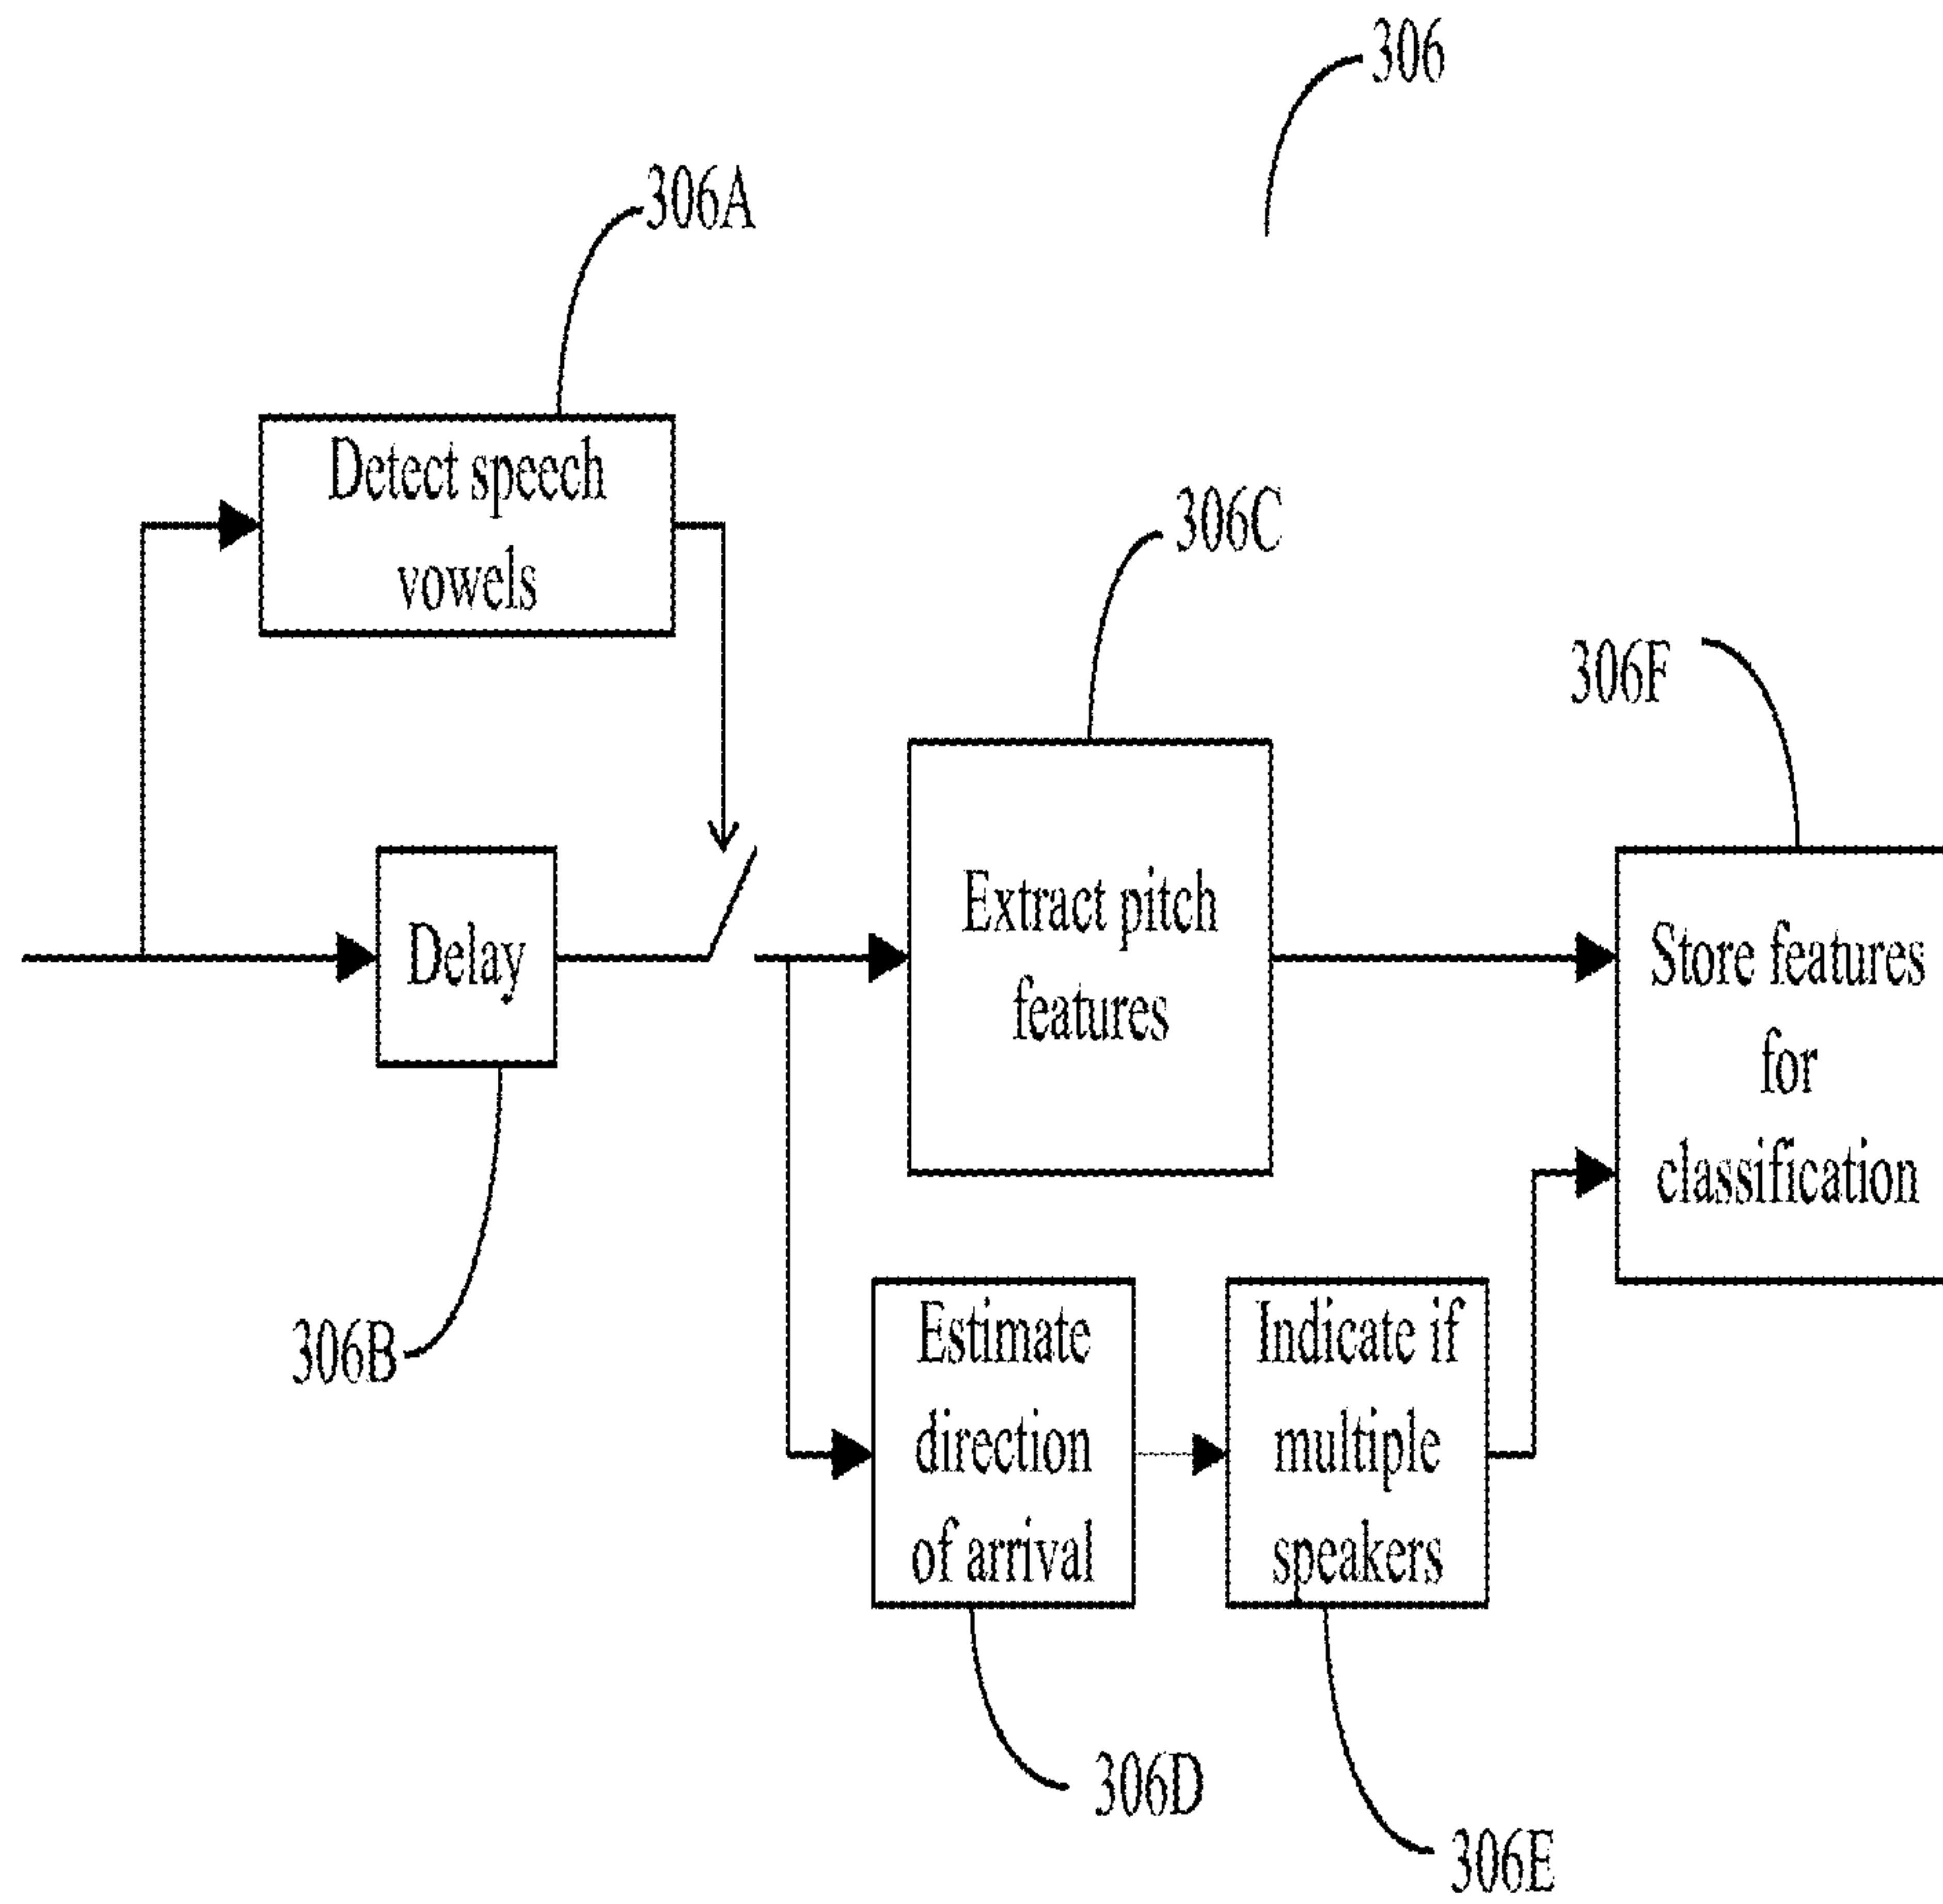 306
306A
Detect speech
vowels
306C
306F
Extract pitch
features
Delay
Store features
for
classification
306B
Estimate
direction
of arrival
Indicate if
multiple
speakers
306D
306E